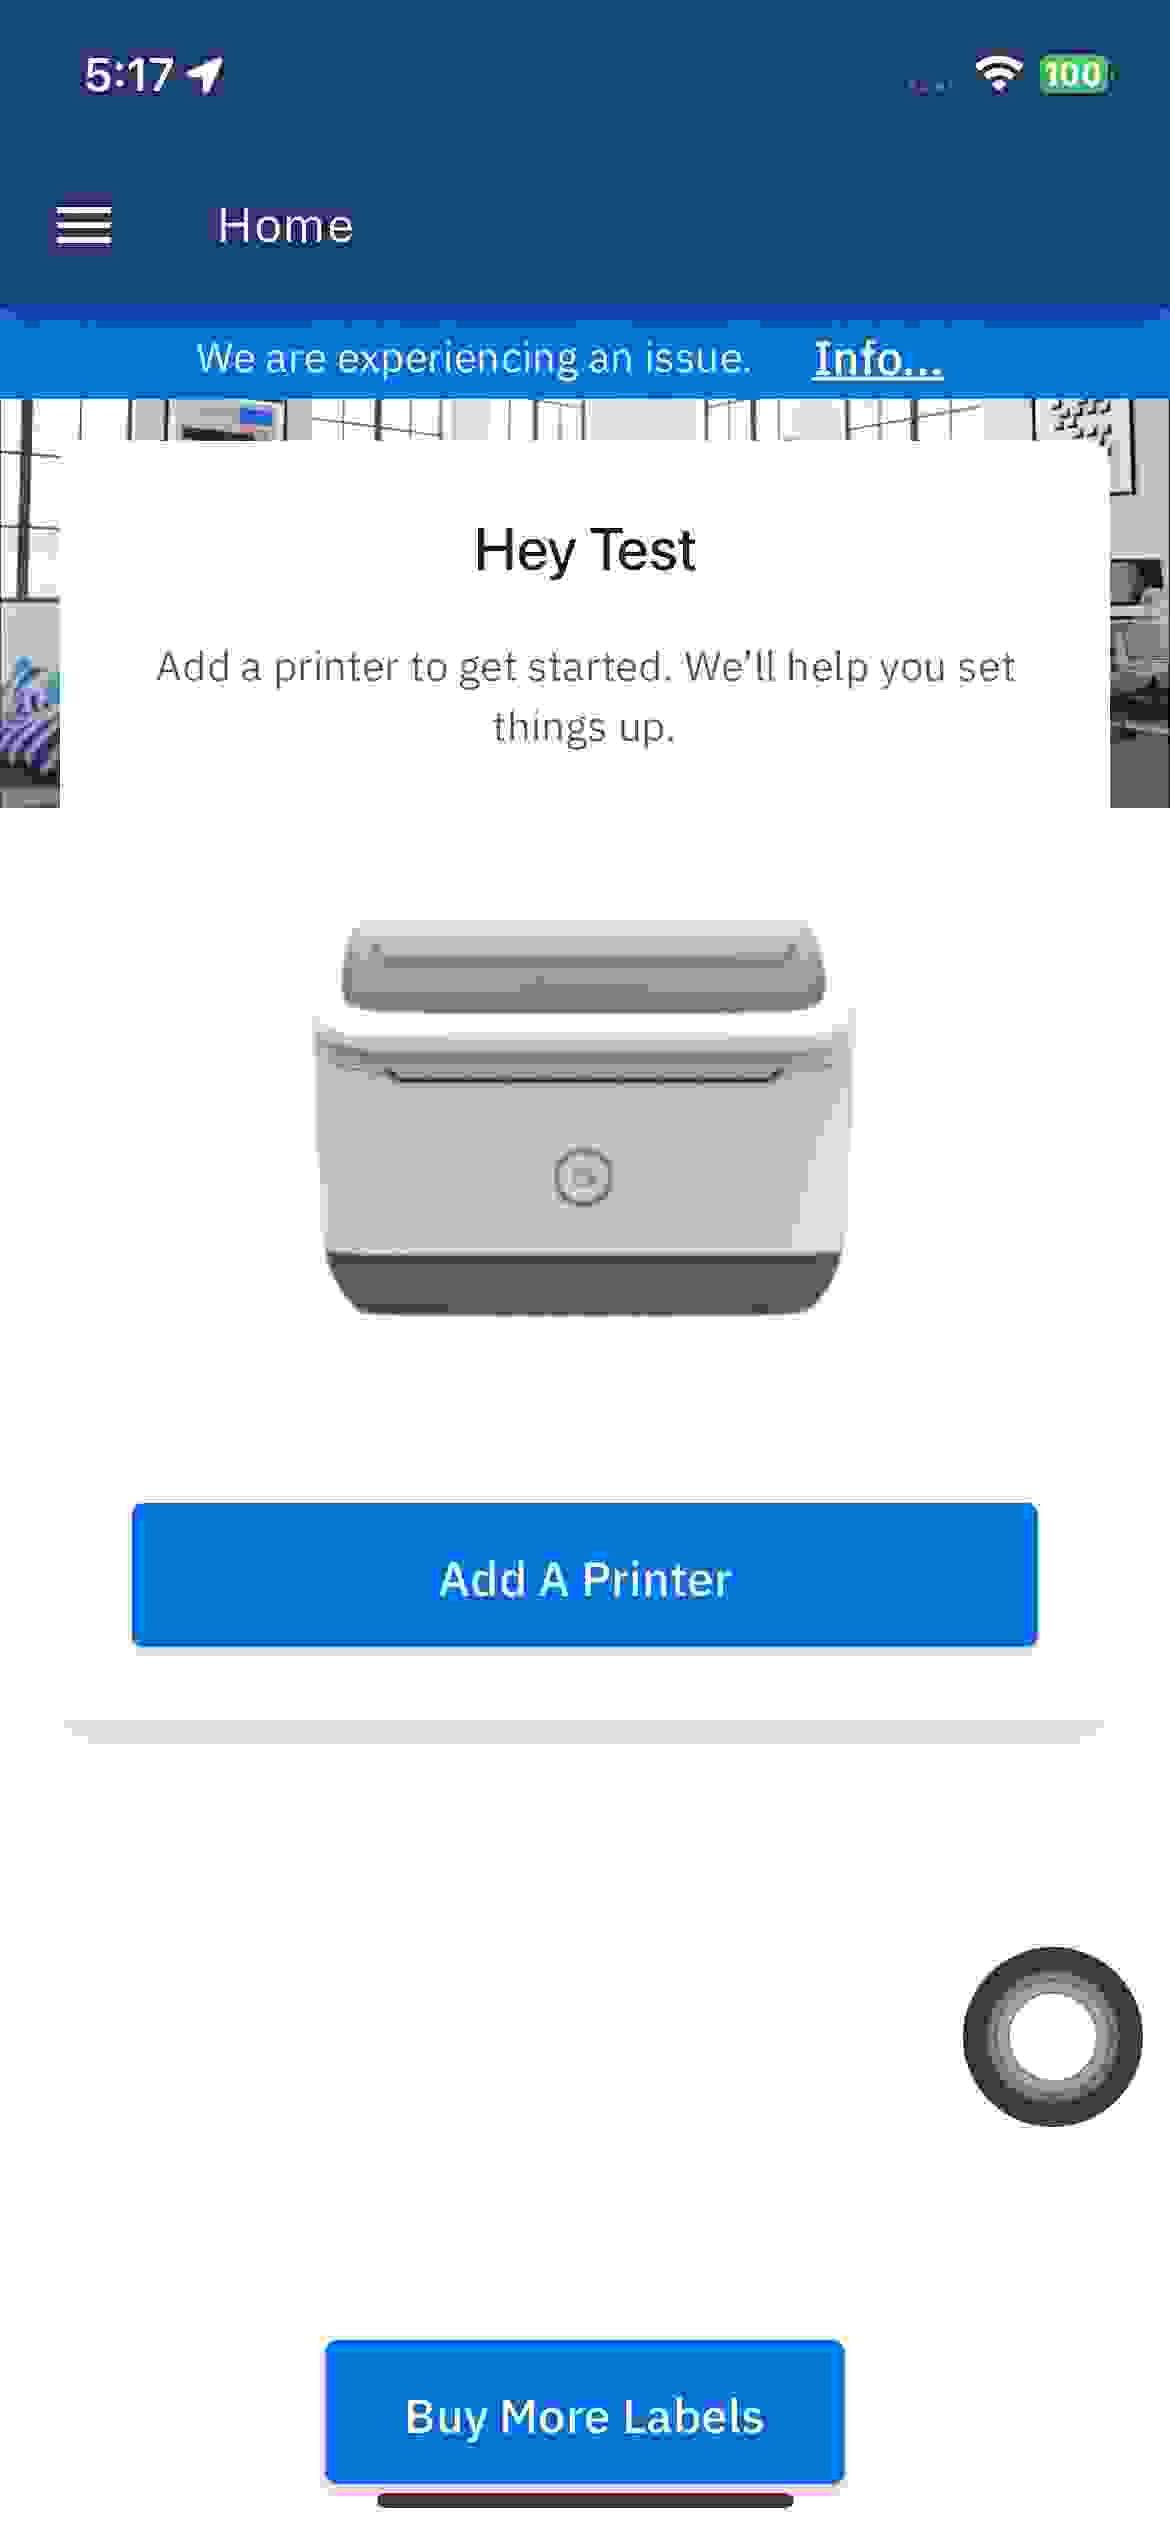 5:17
100
Home
We are experiencing an issue. Info...
Hey Test
Add a printer to get started. We'll help you set
things up.
Add A Printer
Buy More Labels